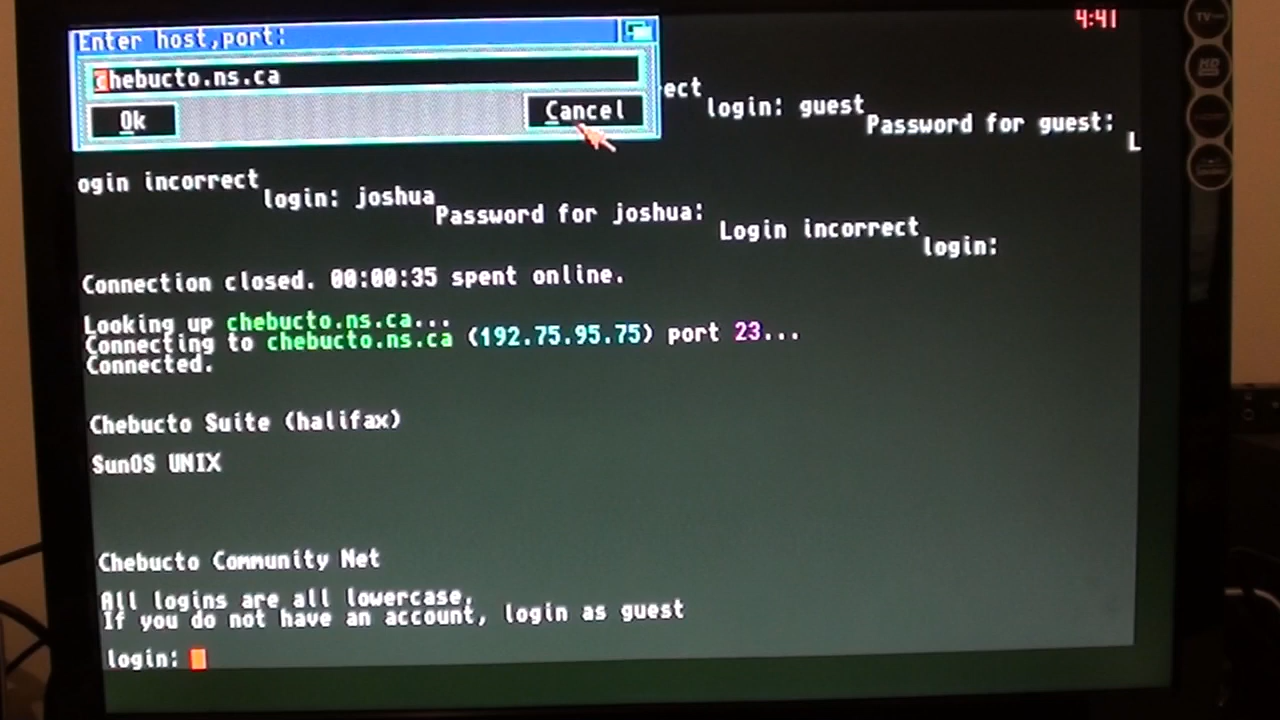 4:41
Enter host,port:
chebucto.ns.ca
Ok Cancel
ect
login: guest
Password for guest:
L
ogin incorrect
login: joshua
Password for joshua:
Login incorrect
login:
Connection closed. 00:00:35 spent online.
Looking up chebucto.ns.ca...
Connecting to chebucto.ns.ca (192.75.95.75) port 23...
Connected.
Chebucto Suite (halifax)
SunOS UNIX
Chebucto Community Net
All logins are all lowercase.
If you do not have an account, login as guest
login:
TV
HD